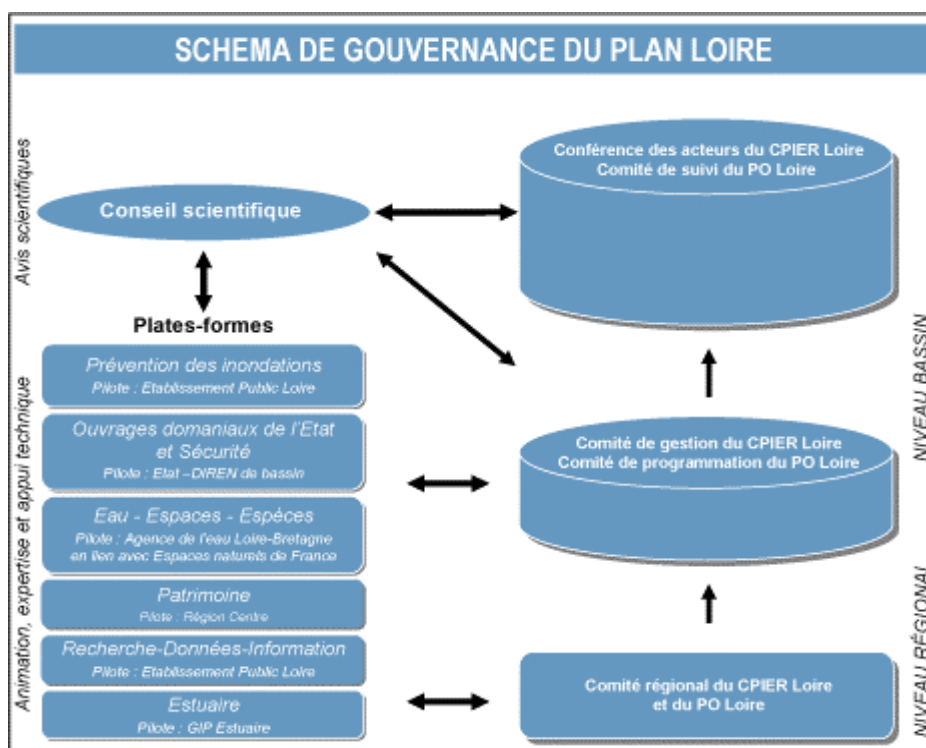 SCHEMA DE GOUVERNANCE DU PLAN LOIRE
Avis scientifiques
Conseil scientifique
Conférence des acteurs du CPIER Loire
Comité de suivi du PO Loire
Plates-formes
Animation, expertise et appui technique
Prévention des inondations
Pilote : Etablissement Public Loire
Ouvrages domaniaux de l'Etat
et Sécurité
Pilote : Etat –DIREN de bassin
Eau - Espaces - Espèces
Pilote : Agence de l'eau Loire-Bretagne
en lien avec Espaces naturels de France
Patrimoine
Pilote : Région Centre
Recherche-Données-Information
Pilote : Etablissement Public Loire
Estuaire
Pilote : GIP Estuaire
Comité de gestion du CPIER Loire
Comité de programmation du PO Loire
Comité régional du CPIER Loire
et du PO Loire
NIVEAU BASSIN
NIVEAU RÉGIONAL